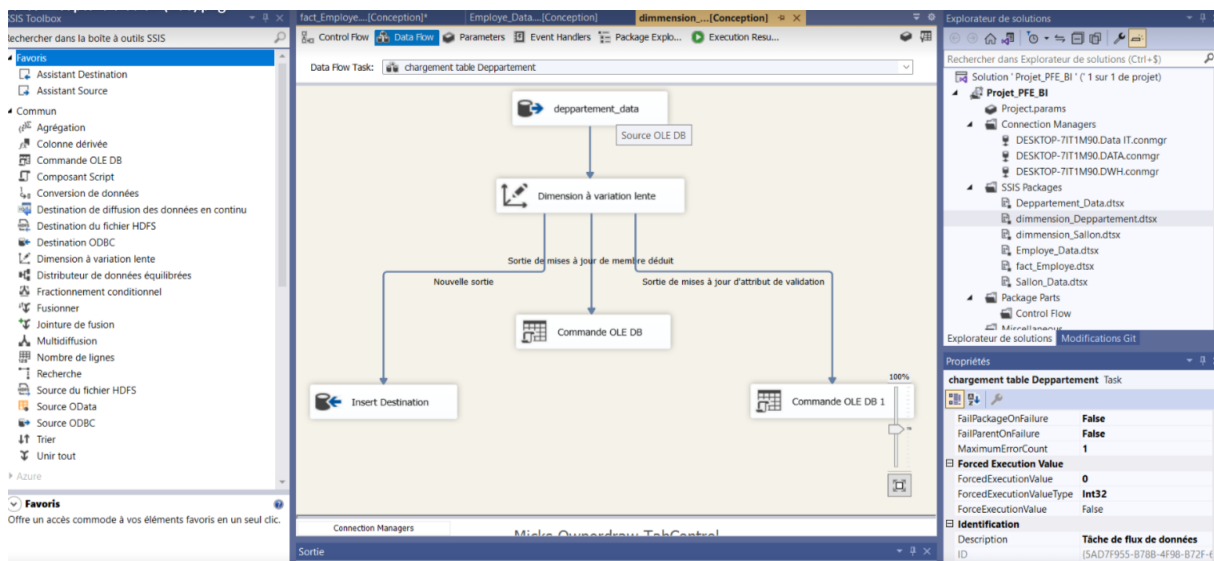 SSIS Toolbox
Rechercher dans la boîte à outils SSIS
Favoris
Assistant Destination
Assistant Source
Commun
Agrégation
Colonne dérivée
Commande OLE DB
Composant Script
Conversion de données
Destination de diffusion des données en continu
Destination du fichier HDFS
Destination ODBC
Dimension à variation lente
Distributeur de données équilibrées
Fractionnement conditionnel
Fusionner
Jointure de fusion
Multidiffusion
Nombre de lignes
Recherche
Source du fichier HDFS
Source OData
Source ODBC
Trier
Unir tout
Azure
Favoris
Offre un accès commode à vos éléments favoris en un seul clic.
fact_Employe....[Conception]* Employe_Data....[Conception] dimmension_...[Conception]
Control Flow Data Flow Parameters Event Handlers Package Explo... Execution Resu...
Data Flow Task: chargement table Deppartement
deppartement_data
Source OLE DB
Dimension à variation lente
Sortie de mises à jour de membre déduit
Nouvelle sortie Sortie de mises à jour d'attribut de validation
Commande OLE DB
100%
Insert Destination
Commande OLE DB 1
Connection Managers
Sortie
Explorateur de solutions
Rechercher dans Explorateur de solutions (Ctrl+$)
Solution ' Projet_PFE_BI ' (' 1 sur 1 de projet)
Projet_PFE_BI
Project.params
Connection Managers
DESKTOP-7IT1M90.Data IT.conmgr
DESKTOP-7IT1M90.DATA.conmgr
DESKTOP-7IT1M90.DWH.conmgr
SSIS Packages
Deppartement_Data.dtsx
dimmension_Deppartement.dtsx
dimmension_Sallon.dtsx
Employe_Data.dtsx
fact_Employe.dtsx
Sallon_Data.dtsx
Package Parts
Control Flow
Miscellaneous
Explorateur de solutions Modifications Git
Propriétés
chargement table Deppartement Task
FailPackageOnFailure False
FailParentOnFailure False
MaximumErrorCount 1
Forced Execution Value
ForcedExecutionValue 0
ForcedExecutionValueType Int32
ForceExecutionValue False
Identification
Description Tâche de flux de données
ID {5AD7F955-B78B-4F98-B72F-6